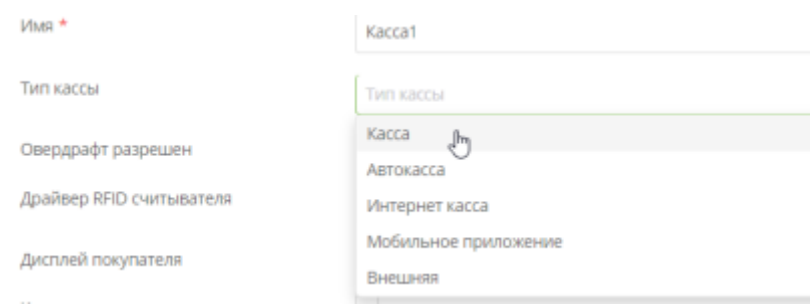 Имя * Касса1
Тип кассы Тип кассы
Касса
Овердрафт разрешен
Автокасса
Драйвер RFID считывателя
Интернет касса
Мобильное приложение
Дисплей покупателя
Внешняя